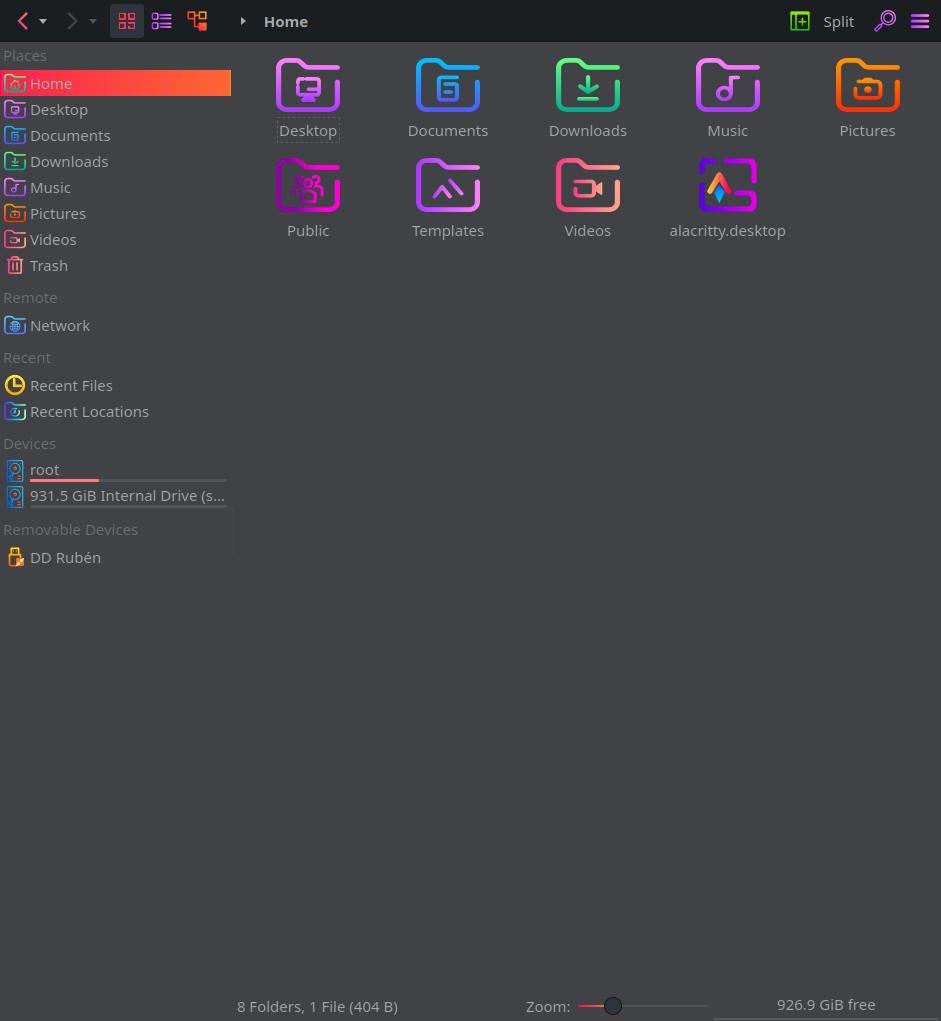 Home
Split
Places
Home
Desktop
Documents
Downloads
Music
Pictures
Videos
Trash
Remote
Network
Recent
Recent Files
Recent Locations
Devices
root
931.5 GiB Internal Drive (s...
Removable Devices
DD Rubén
Desktop
Documents
Downloads
Music
Pictures
Public
Templates
Videos
alacritty.desktop
8 Folders, 1 File (404 B)
Zoom:
926.9 GiB free